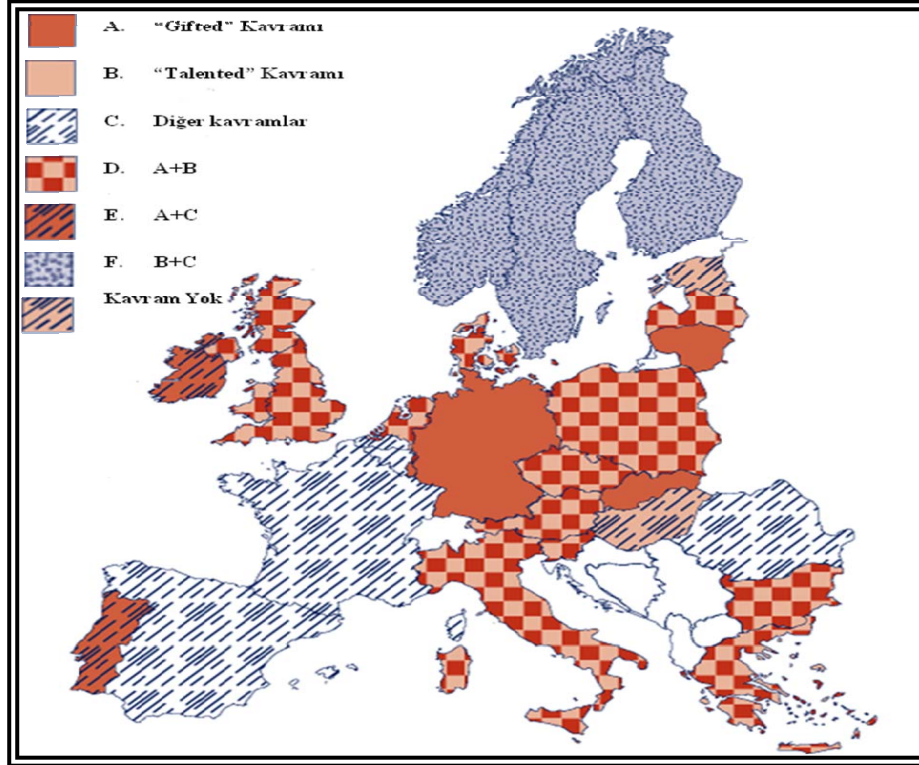 A. “Gifted” Kavramı
B. “Talented” Kavramı
C. Diğer kavramlar
D. A+B
E. A+C
F. B+C
Kavram Yok